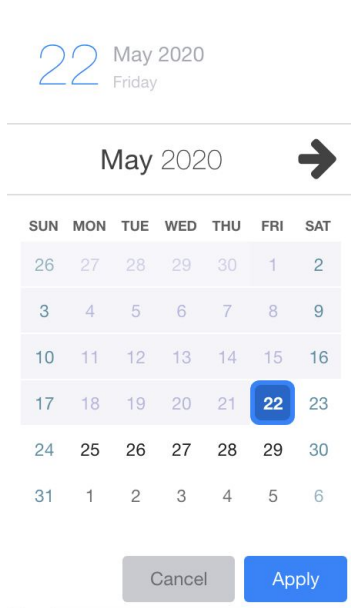 22 May 2020
Friday
May 2020
SUN MON TUE WED THU FRI SAT
26 27 28 29 30 1 2
3 4 5 6 7 8 9
10 11 12 13 14 15 16
17 18 19 20 21 22 23
24 25 26 27 28 29 30
31 1 2 3 4 5 6
Cancel Apply